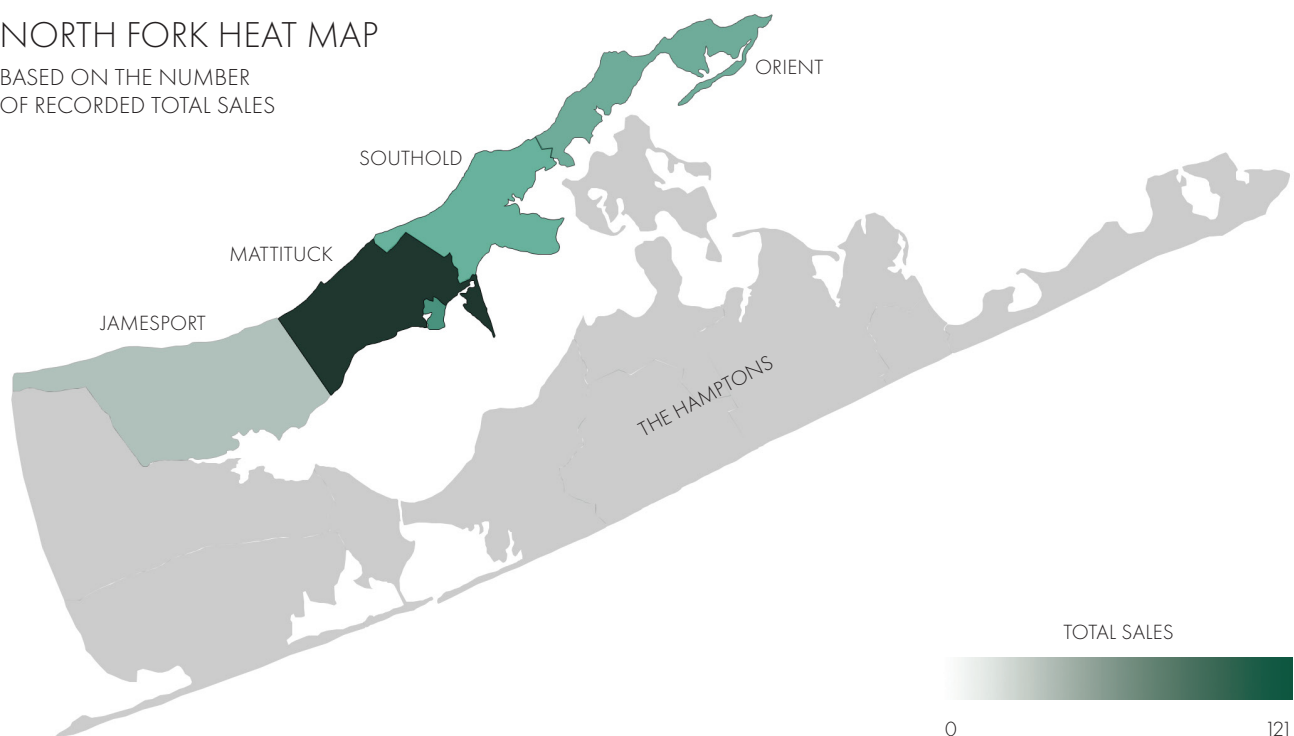 NORTH FORK HEAT MAP
BASED ON THE NUMBER
OF RECORDED TOTAL SALES
ORIENT
SOUTHOLD
MATTITUCK
JAMESPORT
THE HAMPTONS
TOTAL SALES
0
121